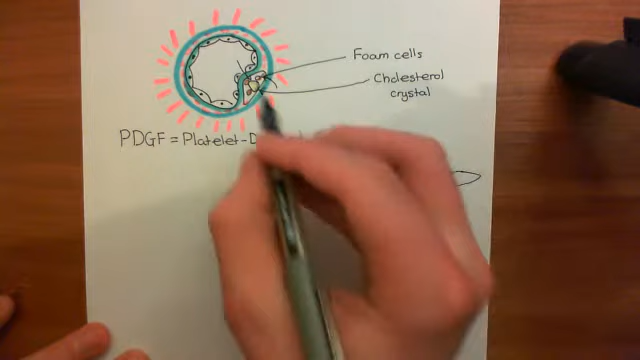 Foam cells
Cholesterol
crystal
PDGF = Platelet-D